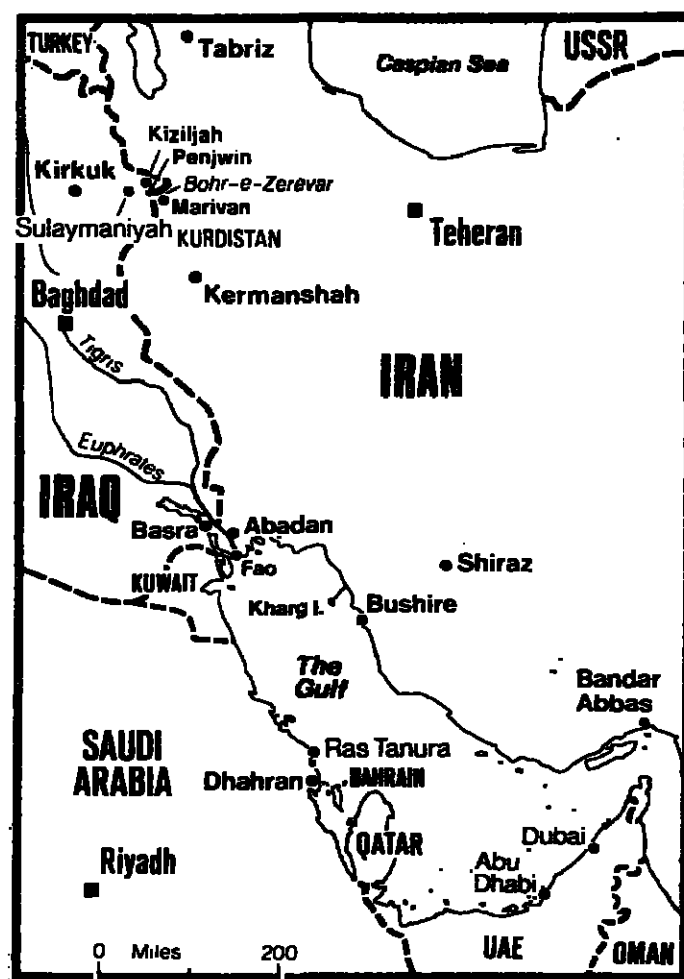 TURKEY
Tabriz
Caspian Sea
USSR
Kiziljah
Penjwin
Kirkuk
Bohr-e-Zerevar
Marivan
Sulaymaniyah
KURDISTAN
Teheran
Baghdad
Kermanshah
Tigris
IRAN
Euphrates
IRAQ
Basra
Abadan
Fao
Shiraz
KUWAIT
Kharg I.
Bushire
The
Gulf
Bandar
Abbas
SAUDI
ARABIA
Ras Tanura
Dhahran
BAHRAIN
QATAR
Dubai
Abu
Dhabi
Riyadh
0 Miles 200
UAE
OMAN